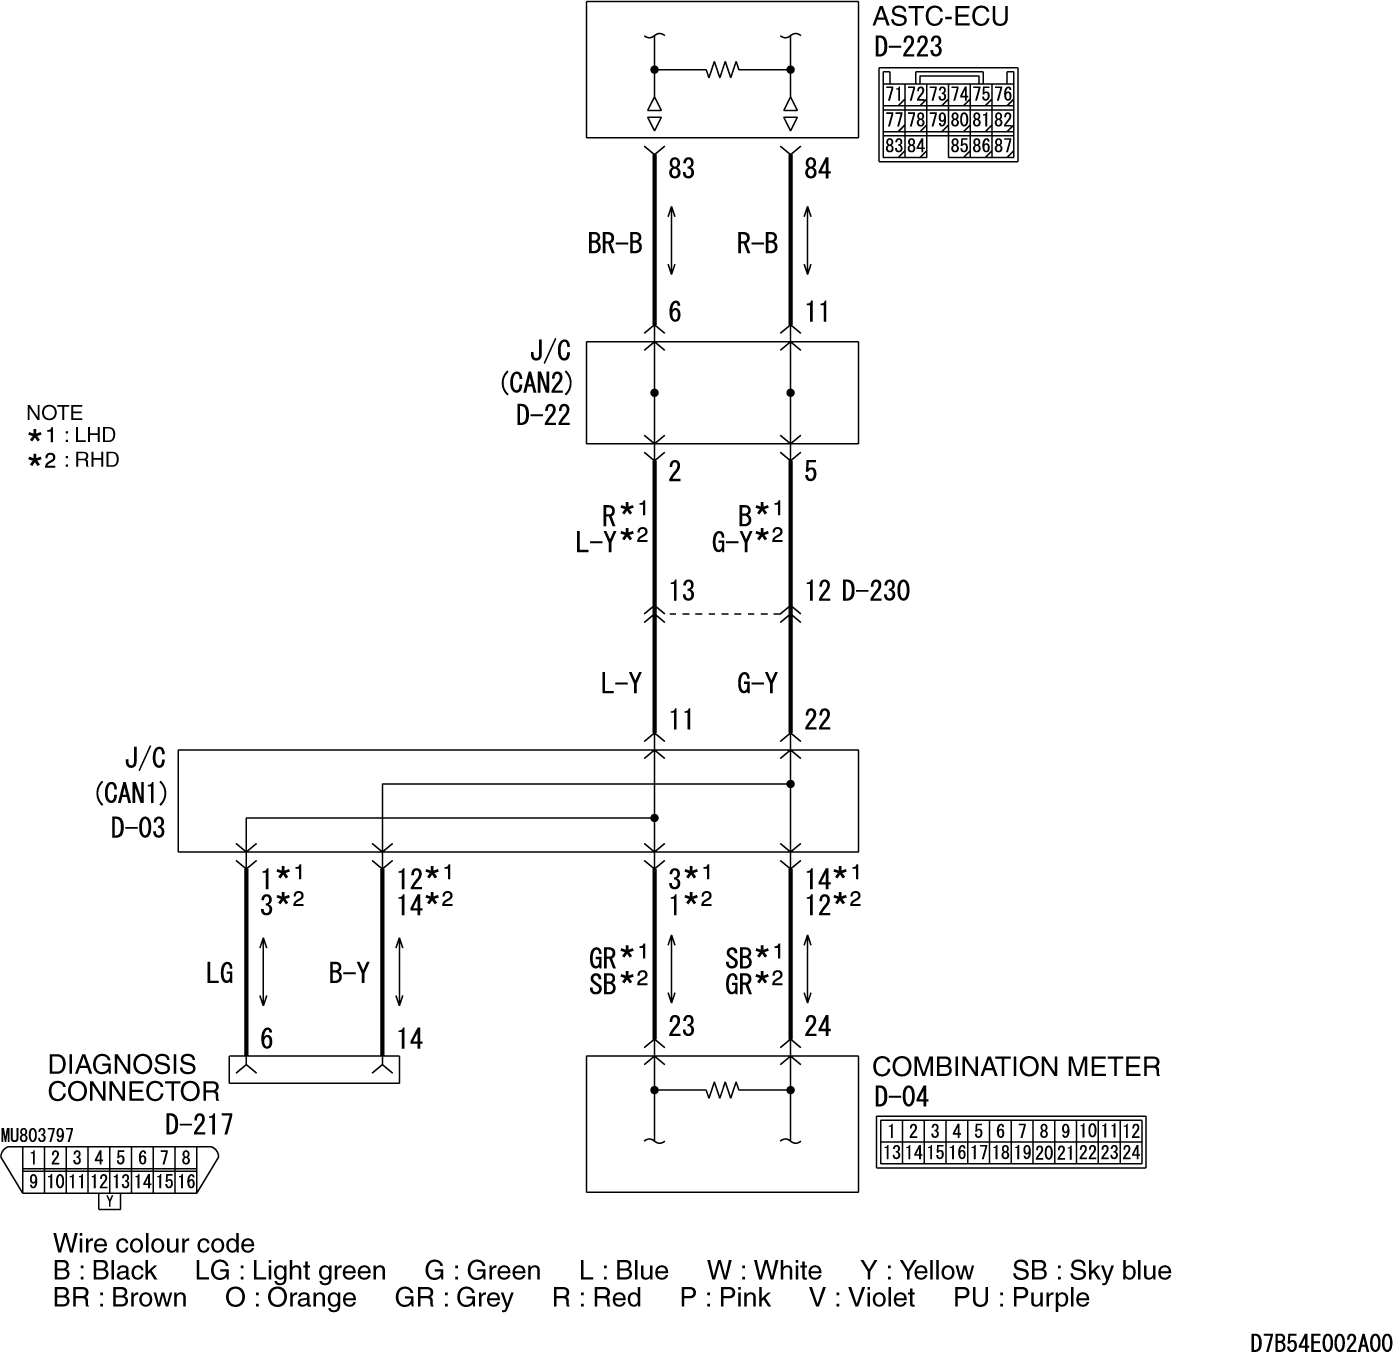 ASTC-ECU
D-223
71 72 73 74 75 76
77 78 79 80 81 82
83 84 85 86 87
83 84
BR-B R-B
6 11
J/C
(CAN2)
D-22
NOTE
*1 : LHD
*2 : RHD
2 5
R*1 B*1
L-Y*2 G-Y*2
13 12 D-230
L-Y G-Y
11 22
J/C
(CAN1)
D-03
1*1 12*1 3*1 14*1
3*2 14*2 1*2 12*2
GR*1 SB*1
LG B-Y
SB*2 GR*2
23 24
6 14
DIAGNOSIS
CONNECTOR
D-217
MU803797
1 2 3 4 5 6 7 8
9 10 11 12 13 14 15 16
Y
COMBINATION METER
D-04
1 2 3 4 5 6 7 8 9 10 11 12
13 14 15 16 17 18 19 20 21 22 23 24
Wire colour code
B : Black LG : Light green G : Green L : Blue W : White Y : Yellow SB : Sky blue
BR : Brown O : Orange GR : Grey R : Red P : Pink V : Violet PU : Purple
D7B54E002A00